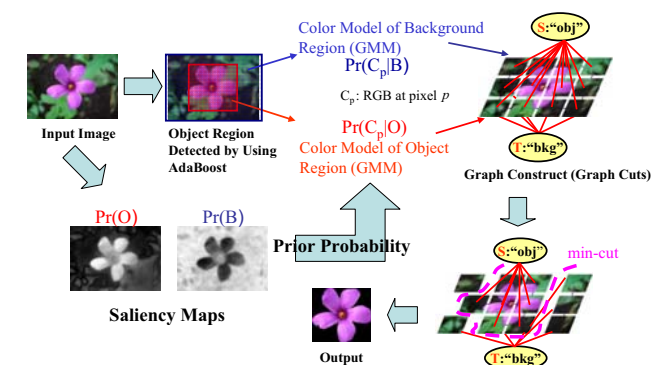 Color Model of Background
Region (GMM)
Pr(Cp|B)
Cp: RGB at pixel p
Pr(Cp|O)
Color Model of Object
Region (GMM)
S:“obj”
T:“bkg”
Graph Construct (Graph Cuts)
Input Image
Object Region
Detected by Using
AdaBoost
Pr(O)
Pr(B)
Prior Probability
Saliency Maps
S:“obj”
min-cut
T:“bkg”
Output